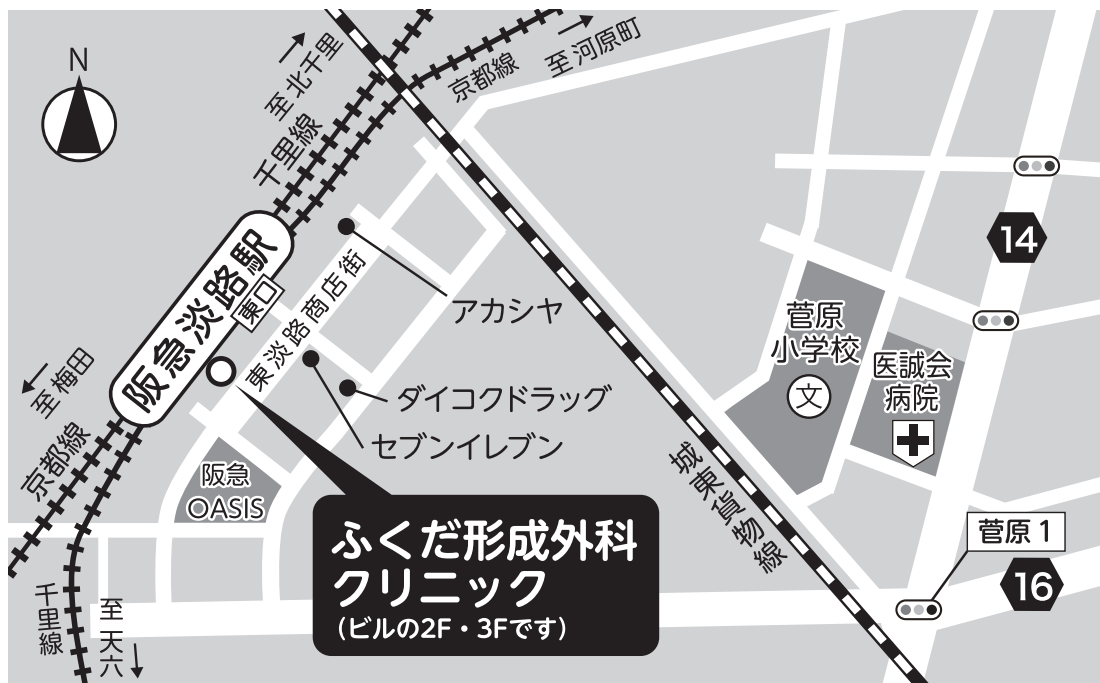 N
至北千里
千里線
京都線
至河原町
阪急淡路駅
東口
東淡路商店街
アカシヤ
ダイコクドラッグ
セブンイレブン
至梅田
京都線
阪急
OASIS
千里線
至天六
ふくだ形成外科
クリニック
(ビルの2F・3Fです)
城東貨物線
菅原
小学校
文
医誠会
病院
14
菅原1
16